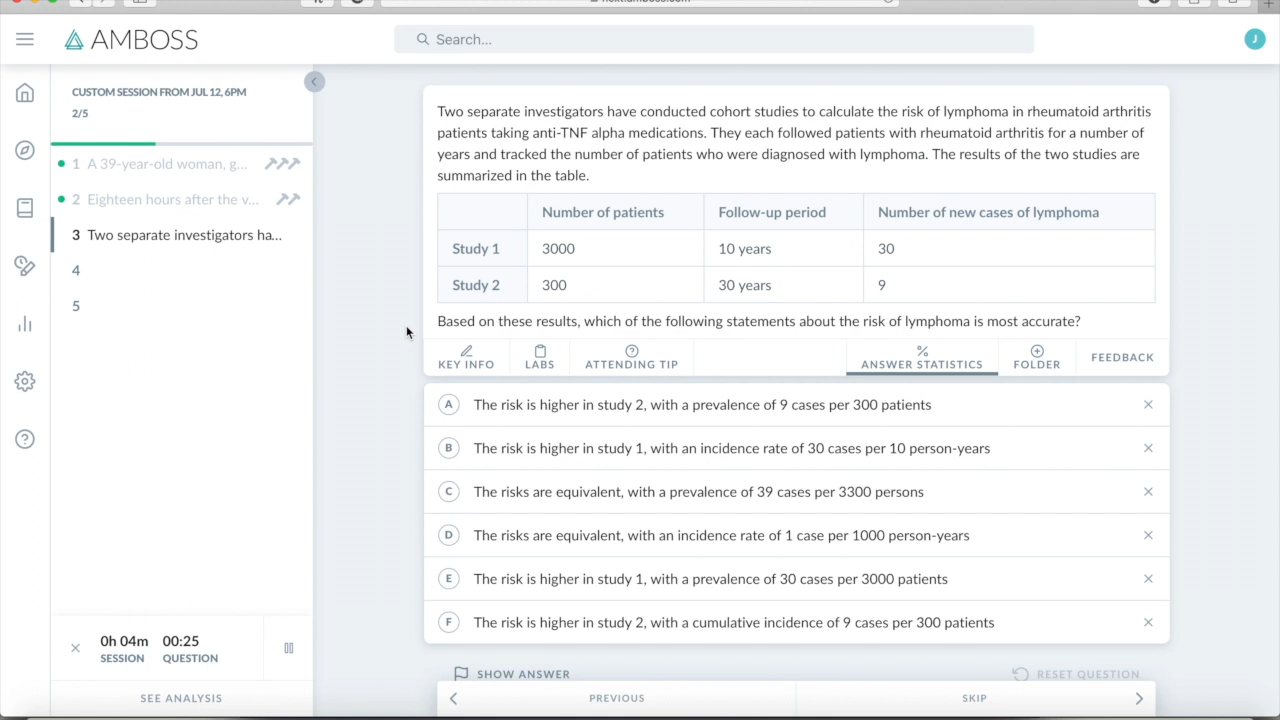 AMBOSS
Search...
J
CUSTOM SESSION FROM JUL 12, 6PM
2/5
1 A 39-year-old woman, g...
2 Eighteen hours after the v...
3 Two separate investigators ha...
4
5
0h 04m 00:25
SESSION QUESTION
SEE ANALYSIS
Two separate investigators have conducted cohort studies to calculate the risk of lymphoma in rheumatoid arthritis
patients taking anti-TNF alpha medications. They each followed patients with rheumatoid arthritis for a number of
years and tracked the number of patients who were diagnosed with lymphoma. The results of the two studies are
summarized in the table.
Number of patients Follow-up period Number of new cases of lymphoma
Study 1 3000 10 years 30
Study 2 300 30 years 9
Based on these results, which of the following statements about the risk of lymphoma is most accurate?
KEY INFO LABS ATTENDING TIP ANSWER STATISTICS FOLDER FEEDBACK
A The risk is higher in study 2, with a prevalence of 9 cases per 300 patients
B The risk is higher in study 1, with an incidence rate of 30 cases per 10 person-years
C The risks are equivalent, with a prevalence of 39 cases per 3300 persons
D The risks are equivalent, with an incidence rate of 1 case per 1000 person-years
E The risk is higher in study 1, with a prevalence of 30 cases per 3000 patients
F The risk is higher in study 2, with a cumulative incidence of 9 cases per 300 patients
SHOW ANSWER RESET QUESTION
PREVIOUS SKIP